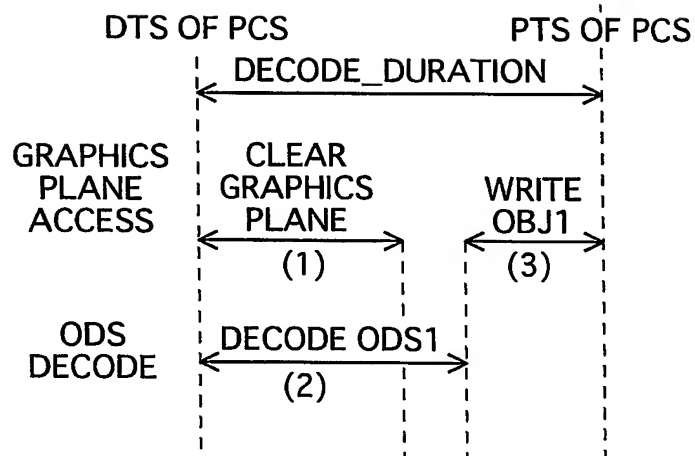 DTS OF PCS
PTS OF PCS
DECODE_DURATION
GRAPHICS
PLANE
ACCESS
CLEAR
GRAPHICS
PLANE
(1)
WRITE
OBJ1
(3)
ODS
DECODE
DECODE ODS1
(2)